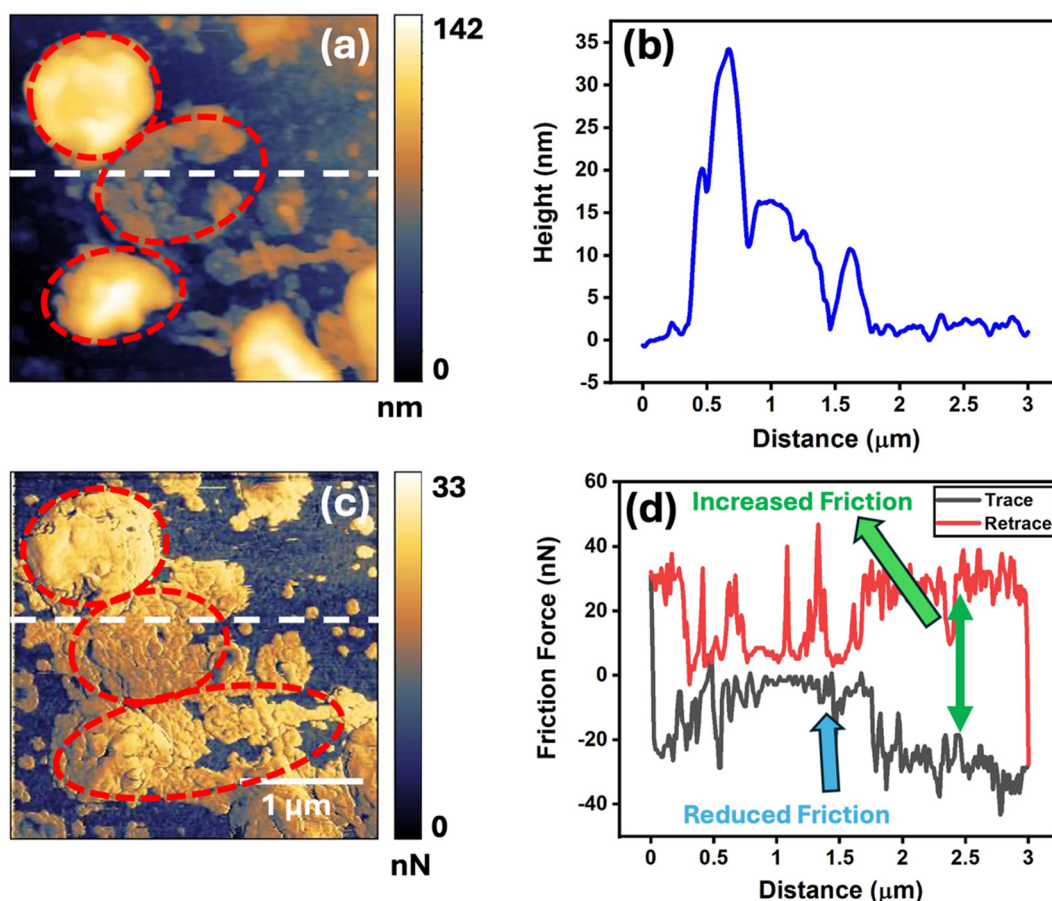 (a)
142
0
nm
(b)
35
30
25
20
15
10
5
0
-5
Height (nm)
0 0.5 1 1.5 2 2.5 3
Distance (μm)
(c)
33
0
nN
1 μm
(d)
Increased Friction
Trace
Retrace
60
40
20
0
-20
-40
Friction Force (nN)
Reduced Friction
0 0.5 1 1.5 2 2.5 3
Distance (μm)